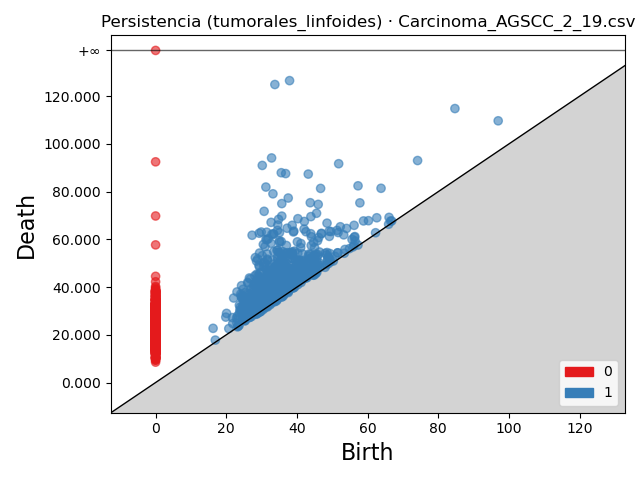 Persistencia (tumorales_linfoides) · Carcinoma_AGSCC_2_19.csv
+∞
120.000
100.000
80.000
60.000
40.000
20.000
0.000
Death
0
1
0 20 40 60 80 100 120
Birth